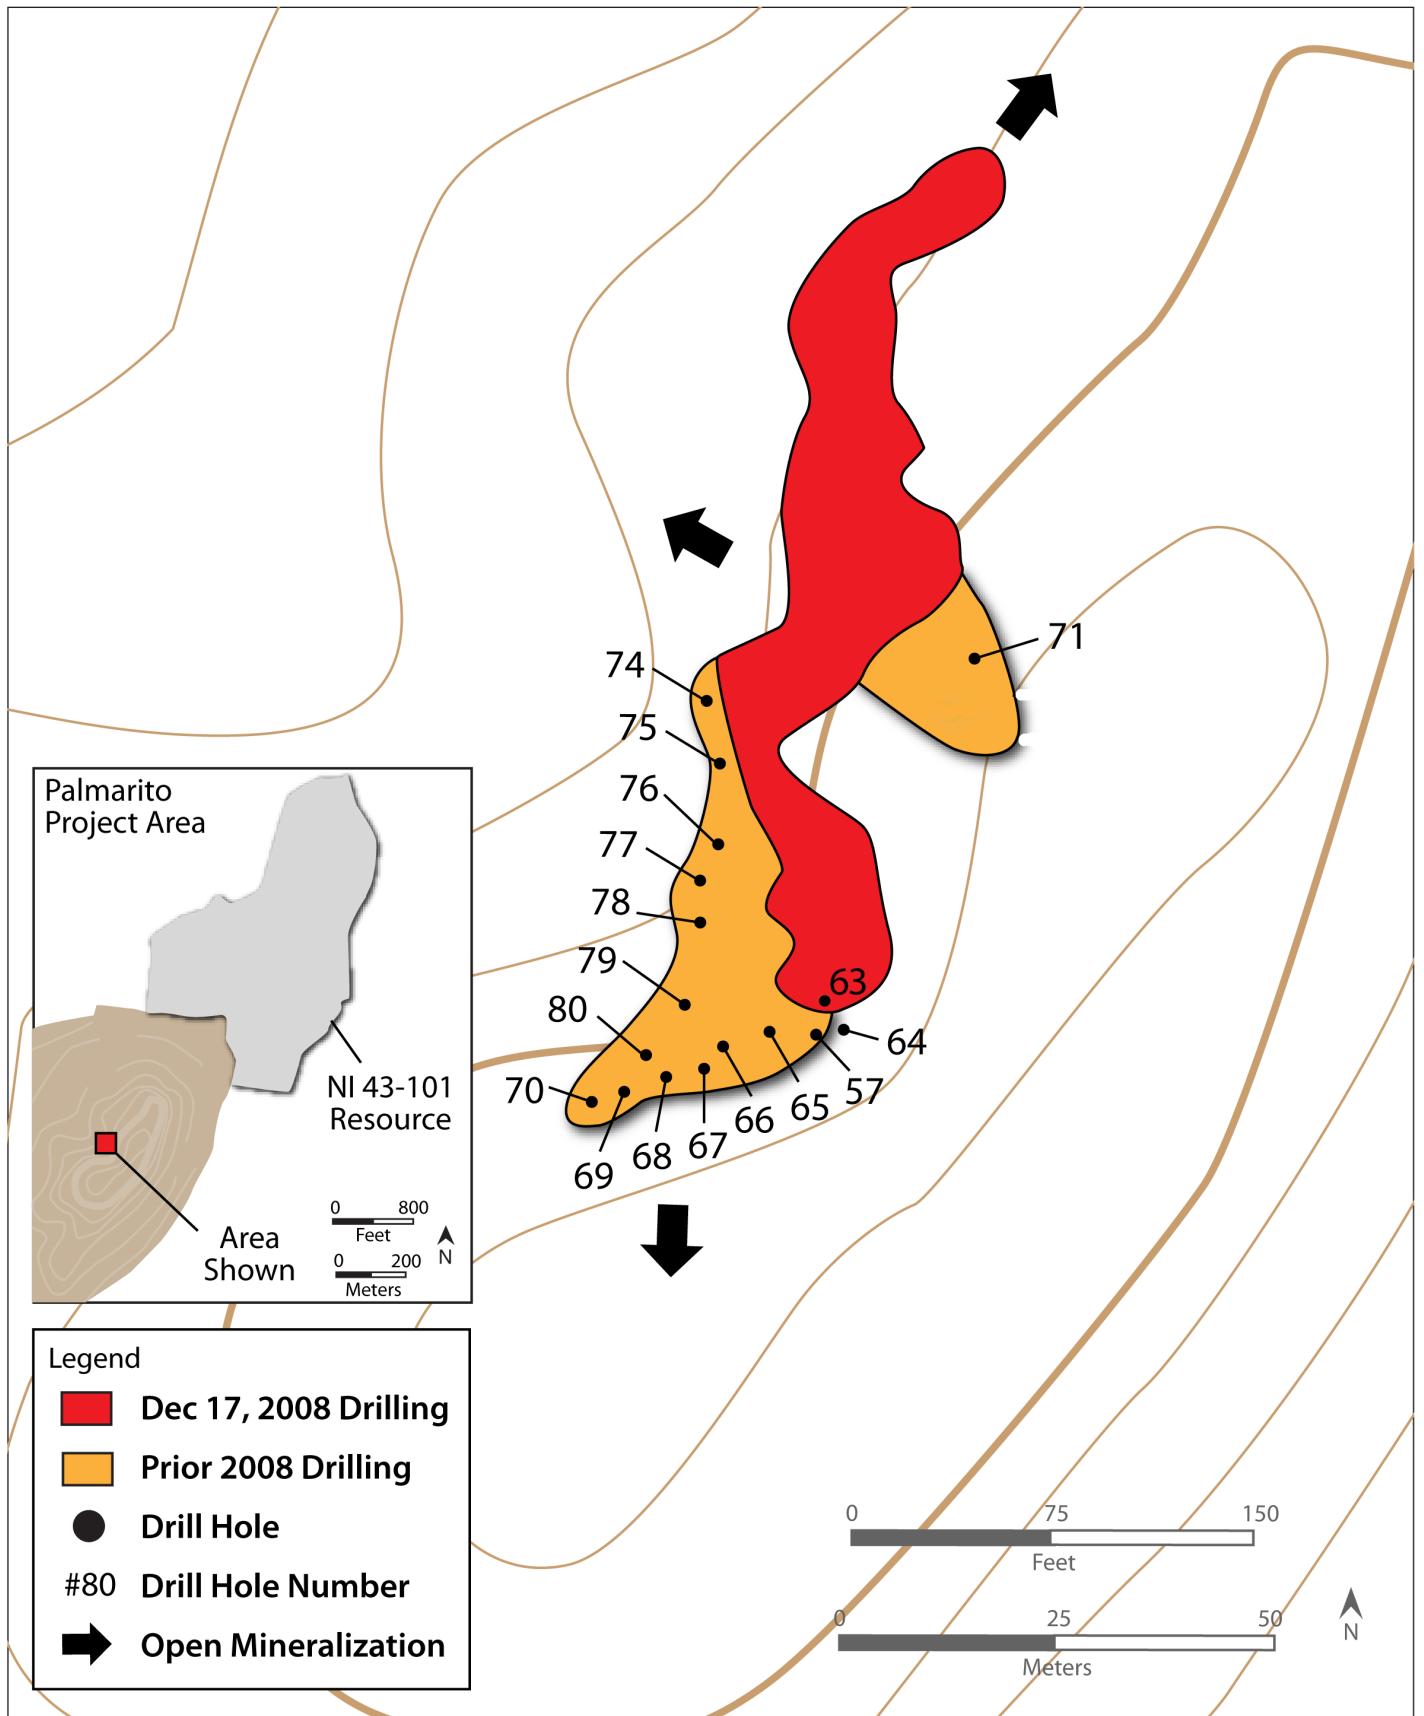 71
74
75
76
77
78
79
80
70
63
64
57
65
66
67
68
69
Palmarito
Project Area
NI 43-101
Resource
Area
Shown
0 800
Feet
0 200
Meters
N
Legend
Dec 17, 2008 Drilling
Prior 2008 Drilling
Drill Hole
#80 Drill Hole Number
Open Mineralization
0 75 150
Feet
0 25 50
Meters
N